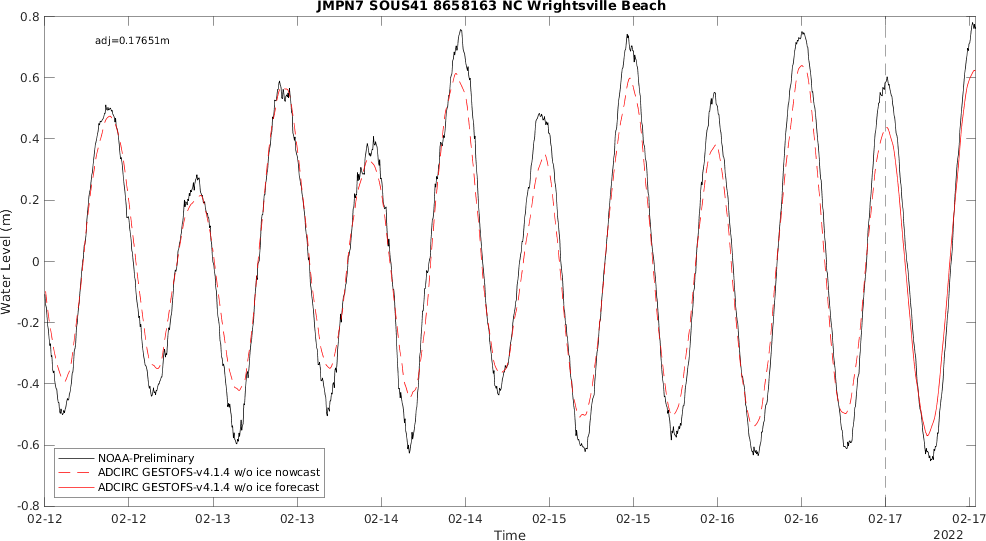 JMPN7 SOUS41 8658163 NC Wrightsville Beach
adj=0.17651m
0.8
0.6
0.4
0.2
0
-0.2
-0.4
-0.6
-0.8
Water Level (m)
NOAA-Preliminary
ADCIRC GESTOFS-v4.1.4 w/o ice nowcast
ADCIRC GESTOFS-v4.1.4 w/o ice forecast
02-12 02-12 02-13 02-13 02-14 02-14 02-15 02-15 02-16 02-16 02-17 02-17
Time
2022